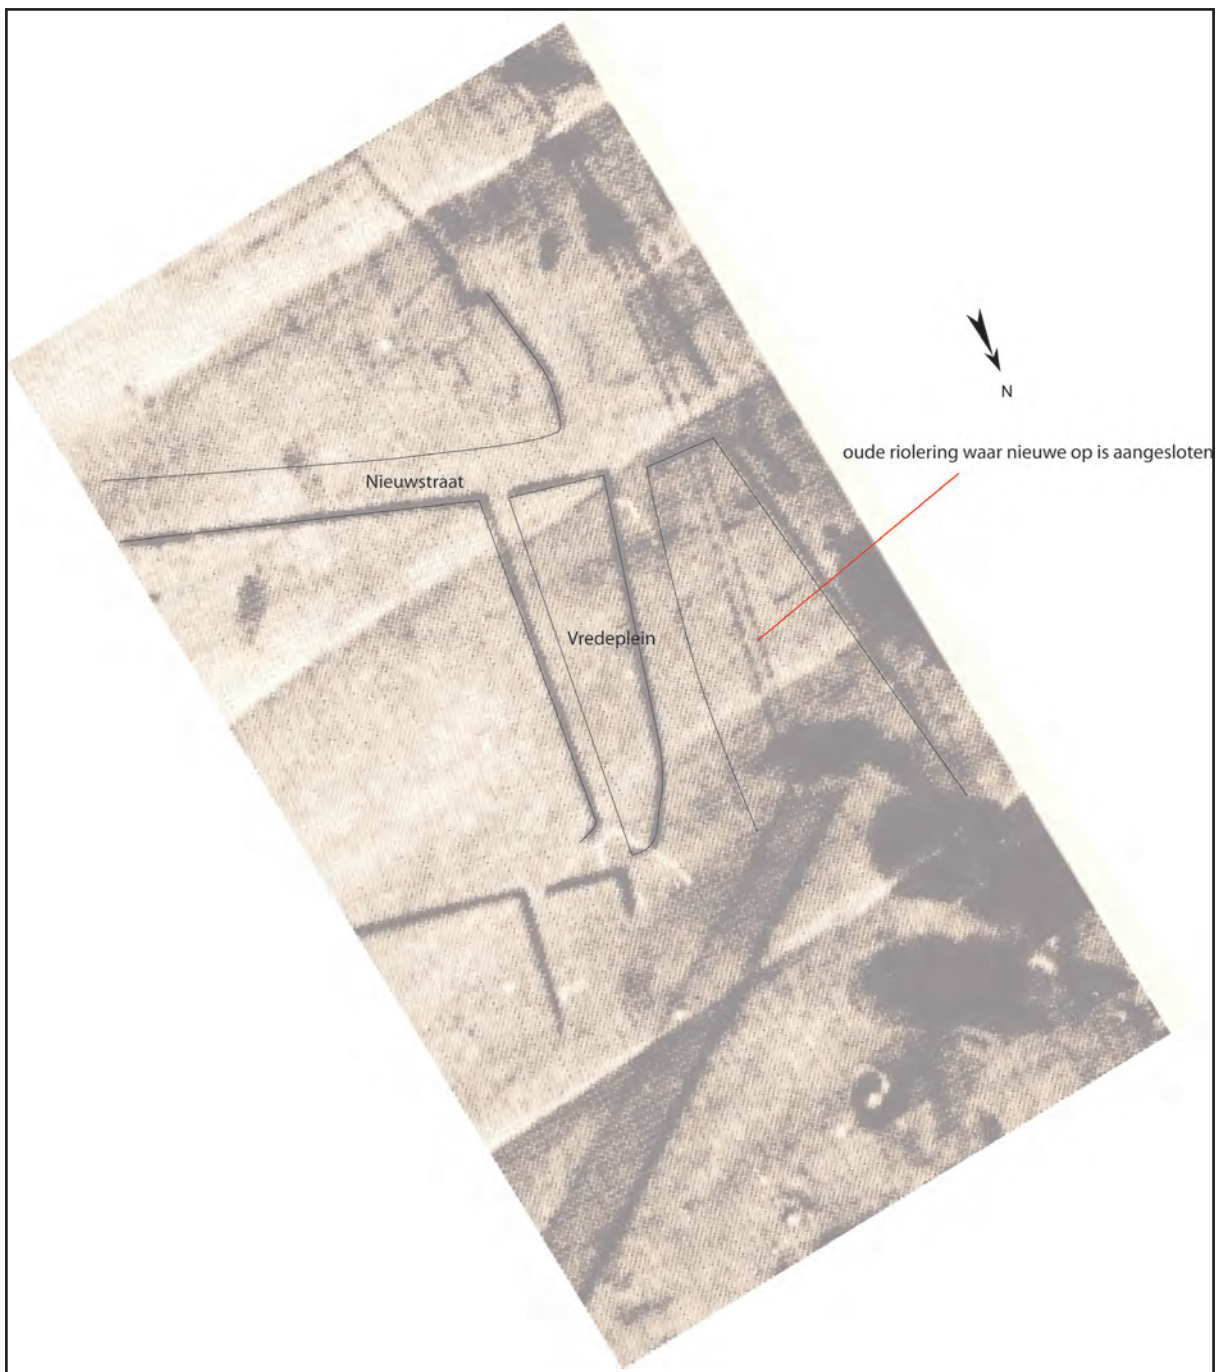 N
oude riolering waar nieuwe op is aangesloten
Nieuwstraat
Vredeplein